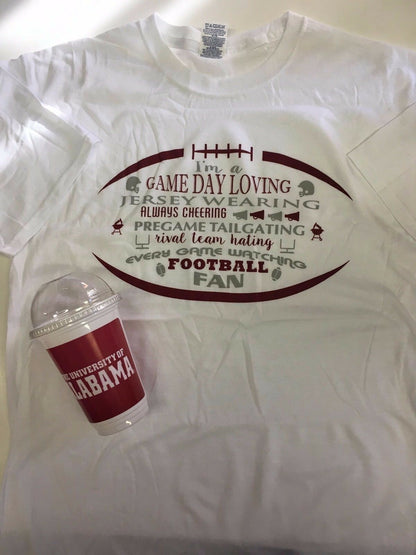 I'm a
GAME DAY LOVING
JERSEY WEARING
ALWAYS CHEERING
PREGAME TAILGATING
rival team hating
EVERY GAME WATCHING
FOOTBALL
FAN
UNIVERSITY OF
ALABAMA